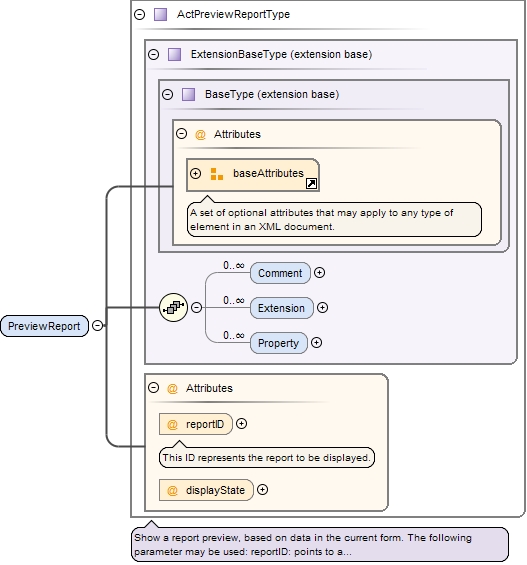 ActPreviewReportType
ExtensionBaseType (extension base)
BaseType (extension base)
@ Attributes
baseAttributes
A set of optional attributes that may apply to any type of
element in an XML document.
0..∞
Comment
0..∞
Extension
0..∞
Property
PreviewReport
@ Attributes
@ reportID
This ID represents the report to be displayed.
@ displayState
Show a report preview, based on data in the current form. The following
parameter may be used: reportID: points to a...